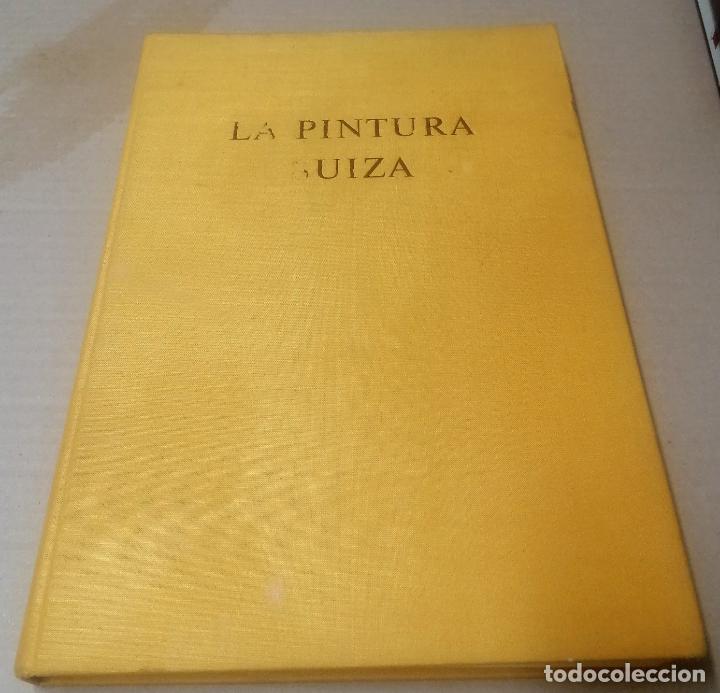 LA PINTURA
SUIZA
todocoleccion